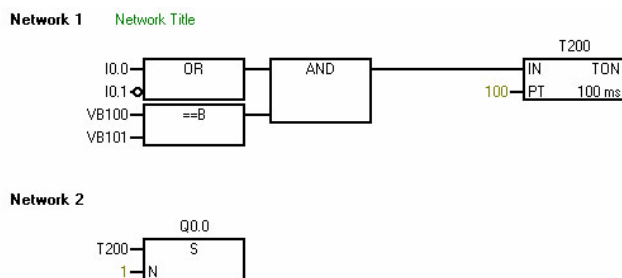 Network 1 Network Title
T200
I0.0 OR AND IN TON
I0.1 100 PT 100 ms
VB100 ==B
VB101
Network 2
Q0.0
T200 S
1 N